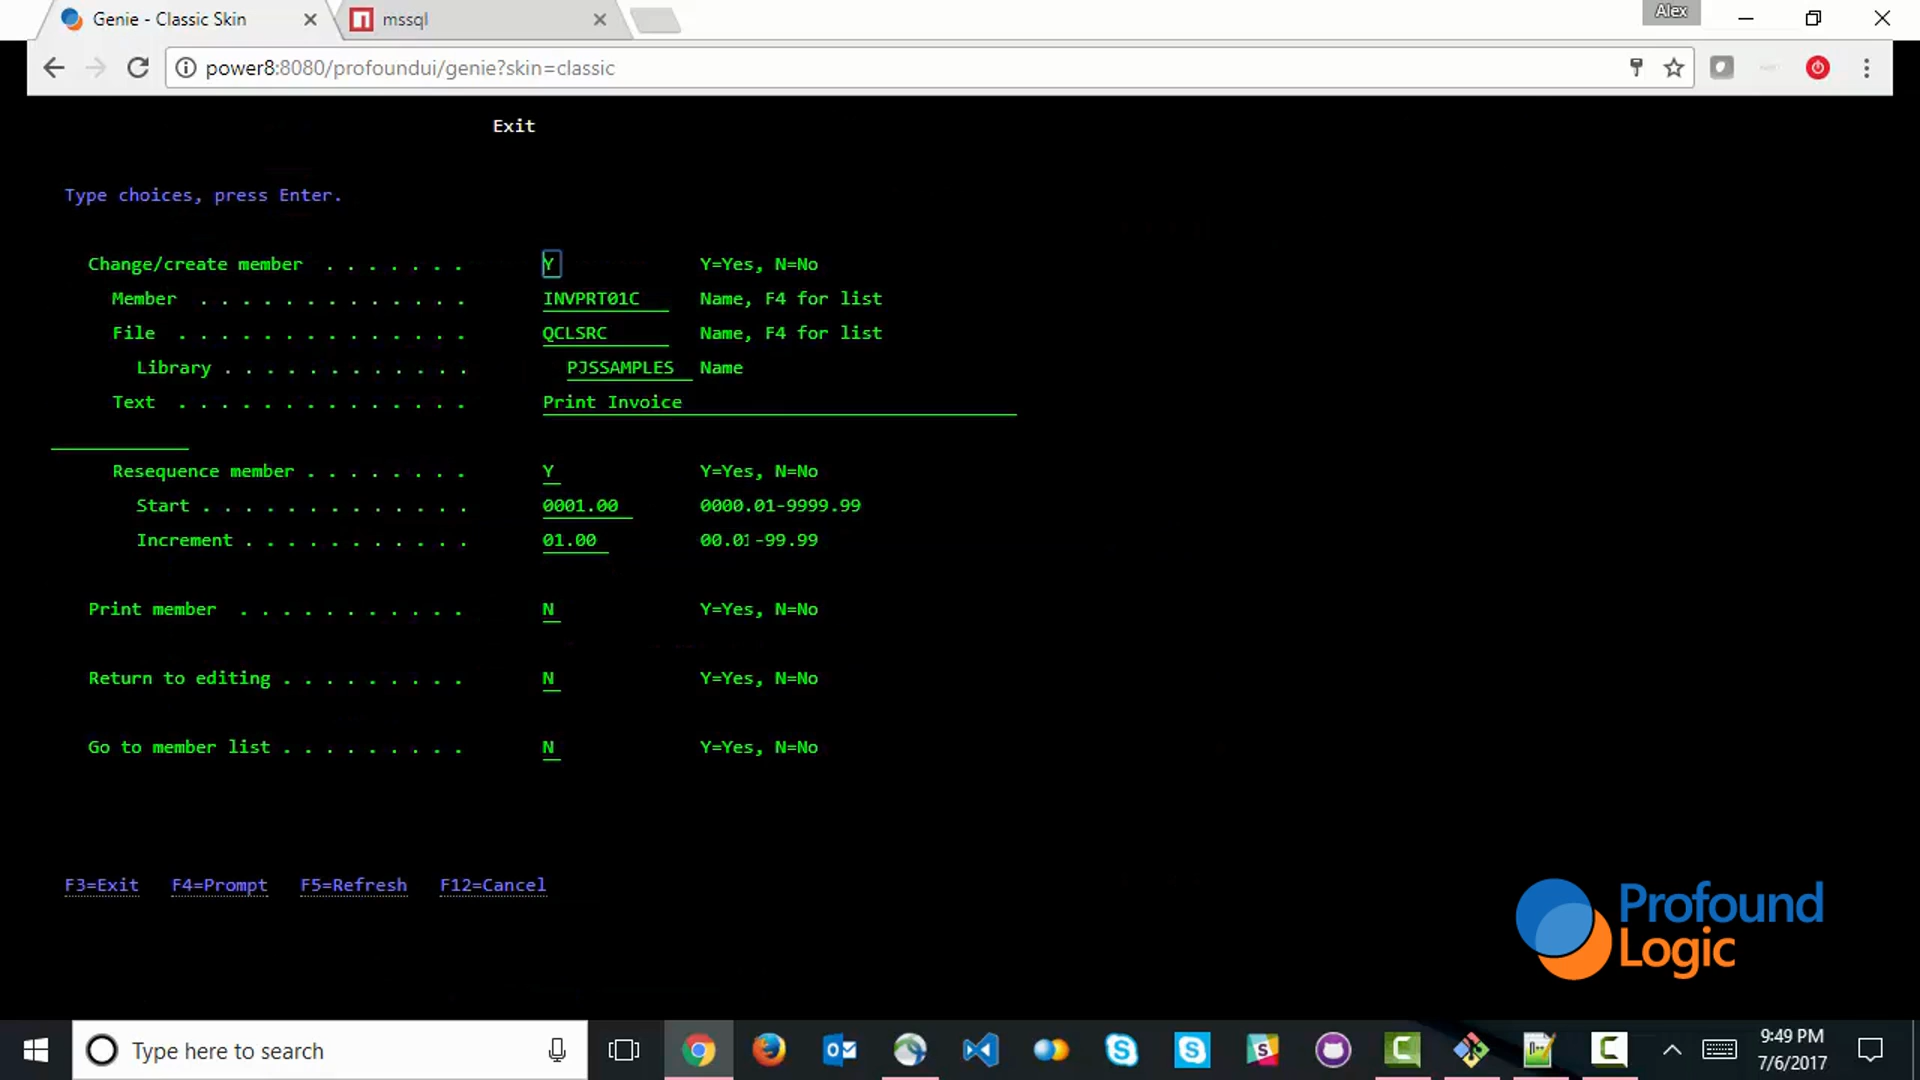 Genie - Classic Skin
mssql
Alex
power8:8080/profoundui/genie?skin=classic
Exit
Type choices, press Enter.
Change/create member . . . . . . . Y Y=Yes, N=No
Member . . . . . . . . . . . . INVPRT01C Name, F4 for list
File . . . . . . . . . . . . . QCLSRC Name, F4 for list
Library . . . . . . . . . . . PJSSAMPLES Name
Text . . . . . . . . . . . . . Print Invoice
Resequence member . . . . . . . Y Y=Yes, N=No
Start . . . . . . . . . . . . 0001.00 0000.01-9999.99
Increment . . . . . . . . . . 01.00 00.01-99.99
Print member . . . . . . . . . . . N Y=Yes, N=No
Return to editing . . . . . . . . . N Y=Yes, N=No
Go to member list . . . . . . . . . N Y=Yes, N=No
F3=Exit F4=Prompt F5=Refresh F12=Cancel
Profound
Logic
Type here to search
9:49 PM
7/6/2017